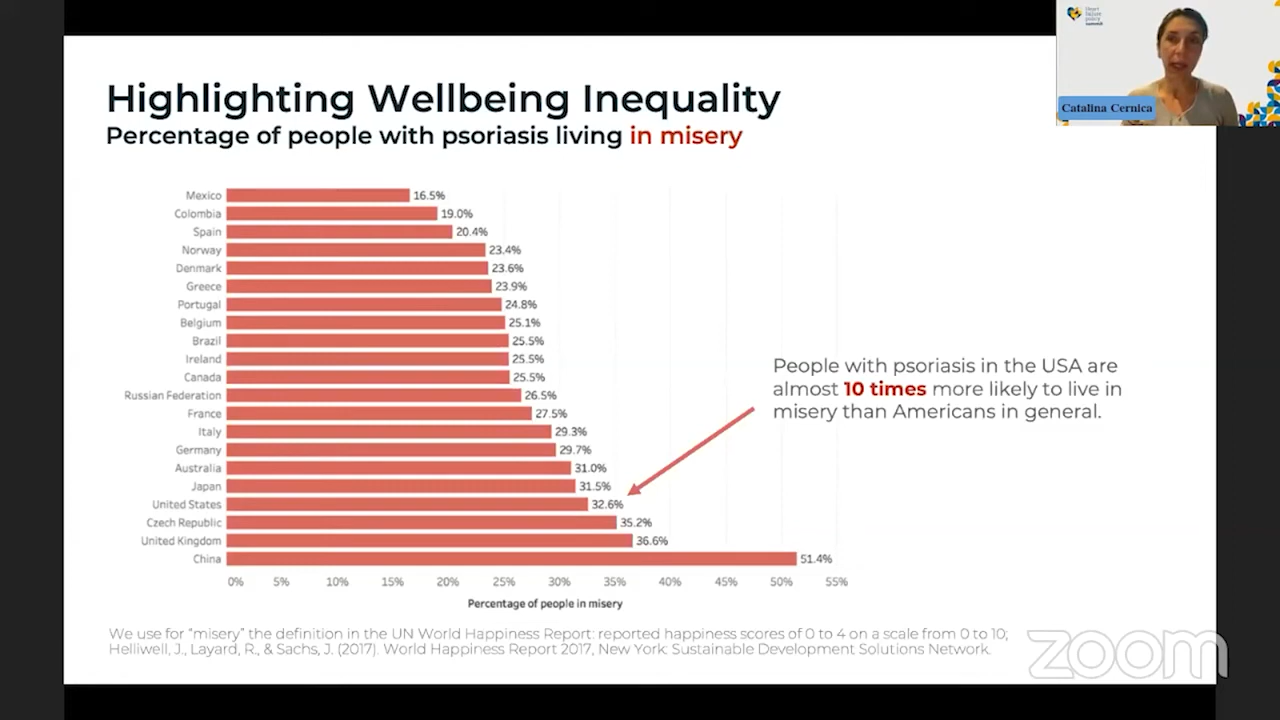 Highlighting Wellbeing Inequality
Percentage of people with psoriasis living in misery
Heart
failure
policy
summit
Catalina Cernica
Mexico 16.5%
Colombia 19.0%
Spain 20.4%
Norway 23.4%
Denmark 23.6%
Greece 23.9%
Portugal 24.8%
Belgium 25.1%
Brazil 25.5%
Ireland 25.5%
Canada 25.5%
Russian Federation 26.5%
France 27.5%
Italy 29.3%
Germany 29.7%
Australia 31.0%
Japan 31.5%
United States 32.6%
Czech Republic 35.2%
United Kingdom 36.6%
China 51.4%
0% 5% 10% 15% 20% 25% 30% 35% 40% 45% 50% 55%
Percentage of people in misery
People with psoriasis in the USA are
almost 10 times more likely to live in
misery than Americans in general.
We use for “misery” the definition in the UN World Happiness Report: reported happiness scores of 0 to 4 on a scale from 0 to 10;
Helliwell, J., Layard, R., & Sachs, J. (2017). World Happiness Report 2017, New York: Sustainable Development Solutions Network.
zoom